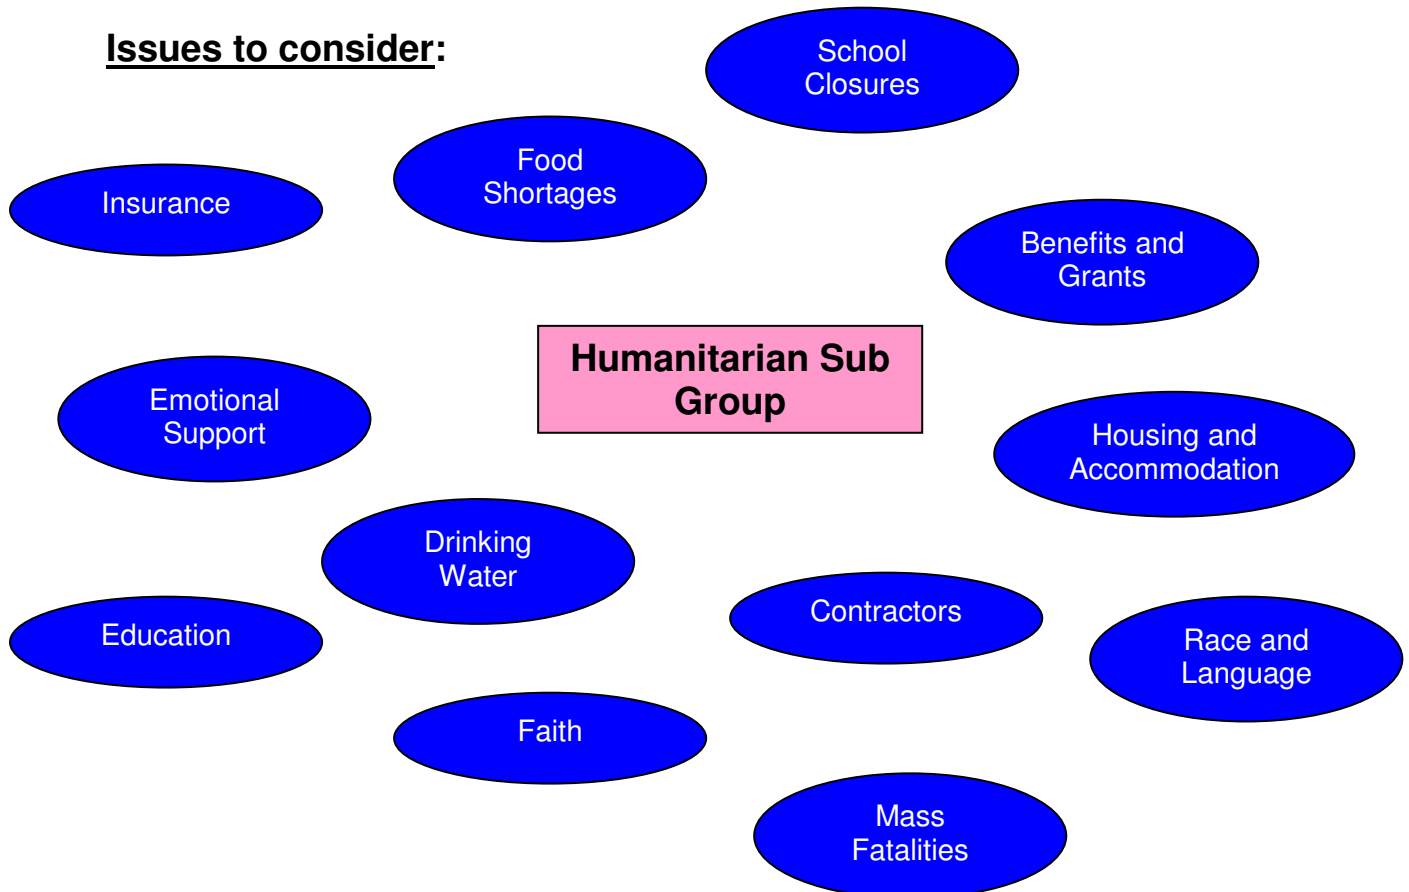 Issues to consider:
School
Closures
Food
Shortages
Insurance
Benefits and
Grants
Humanitarian Sub
Group
Emotional
Support
Housing and
Accommodation
Drinking
Water
Contractors
Education
Race and
Language
Faith
Mass
Fatalities